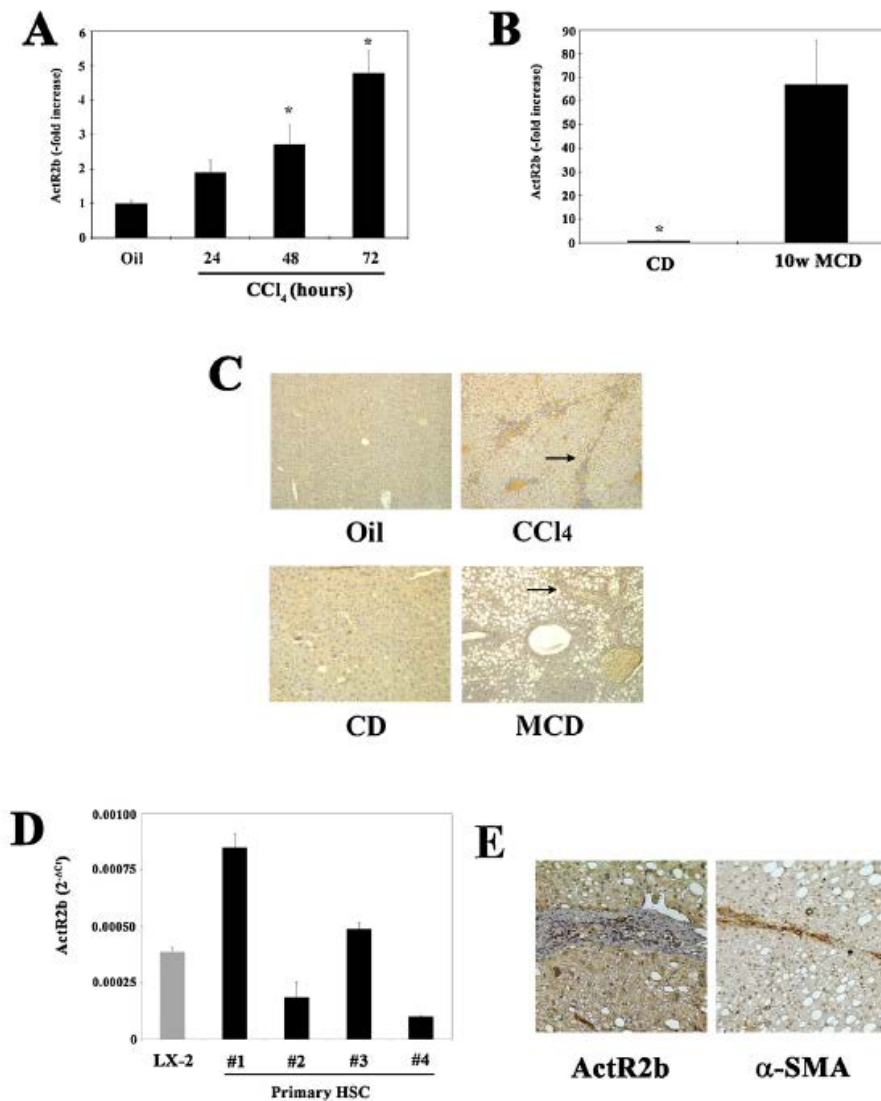 A
ActR2b (-fold increase)
6
5
4
3
2
1
0
*
*
Oil
24
48
72
CCl4 (hours)
B
ActR2b (-fold increase)
90
80
70
60
50
40
30
20
10
0
*
CD
10w MCD
C
Oil
CCl4
CD
MCD
D
ActR2b (2-ΔCt)
0.00100
0.00075
0.00050
0.00025
0
LX-2
#1
#2
#3
#4
Primary HSC
E
ActR2b
α-SMA